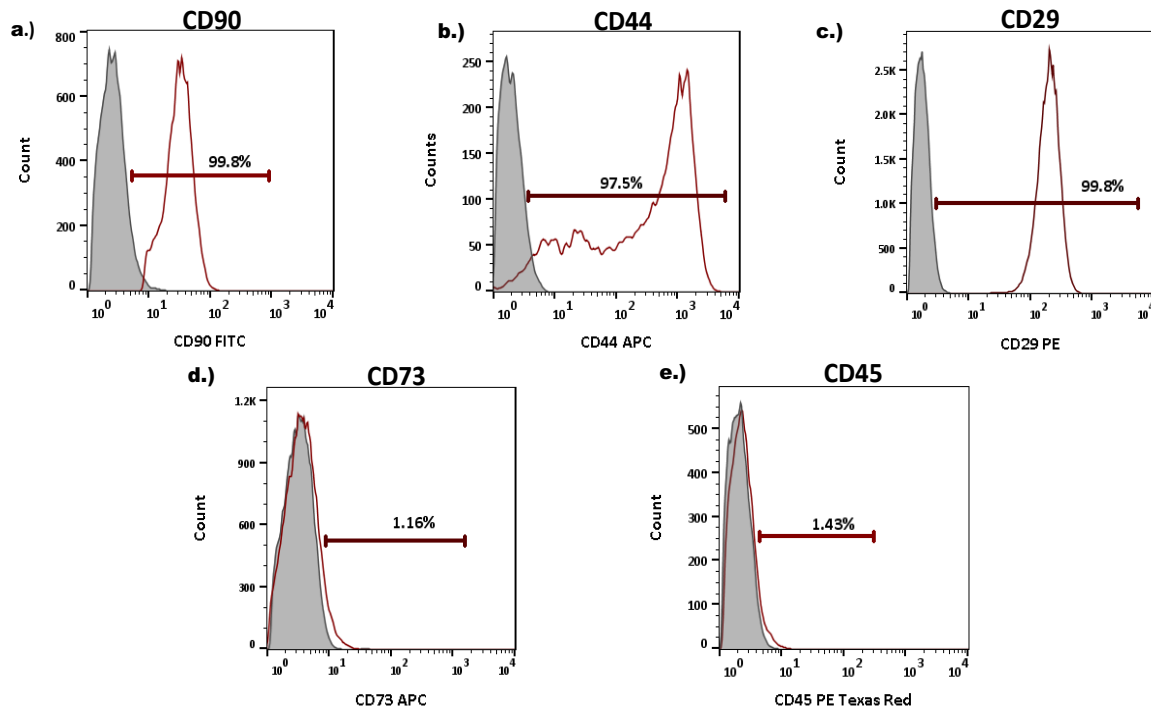 a.)
CD90
800
600
400
200
0
Count
99.8%
10⁰ 10¹ 10² 10³ 10⁴
CD90 FITC
b.)
CD44
250
200
150
100
50
0
Counts
97.5%
10⁰ 10¹ 10² 10³ 10⁴
CD44 APC
c.)
CD29
2.5K
2.0K
1.5K
1.0K
500
0
Count
99.8%
10⁰ 10¹ 10² 10³ 10⁴
CD29 PE
d.)
CD73
1.2K
900
600
300
0
Count
1.16%
10⁰ 10¹ 10² 10³ 10⁴
CD73 APC
e.)
CD45
500
400
300
200
100
0
Count
1.43%
10⁰ 10¹ 10² 10³ 10⁴
CD45 PE Texas Red